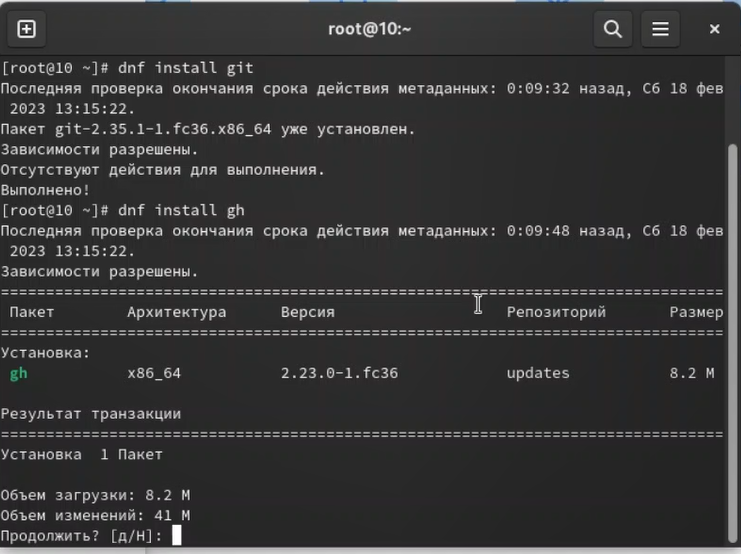 root@10:~
[root@10 ~]# dnf install git
Последняя проверка окончания срока действия метаданных: 0:09:32 назад, Сб 18 фев
 2023 13:15:22.
Пакет git-2.35.1-1.fc36.x86_64 уже установлен.
Зависимости разрешены.
Отсутствуют действия для выполнения.
Выполнено!
[root@10 ~]# dnf install gh
Последняя проверка окончания срока действия метаданных: 0:09:48 назад, Сб 18 фев
 2023 13:15:22.
Зависимости разрешены.
================================================================================
 Пакет Архитектура Версия Репозиторий Размер
================================================================================
Установка:
 gh x86_64 2.23.0-1.fc36 updates 8.2 M
Результат транзакции
================================================================================
Установка  1 Пакет
Объем загрузки: 8.2 M
Объем изменений: 41 M
Продолжить? [д/Н]: